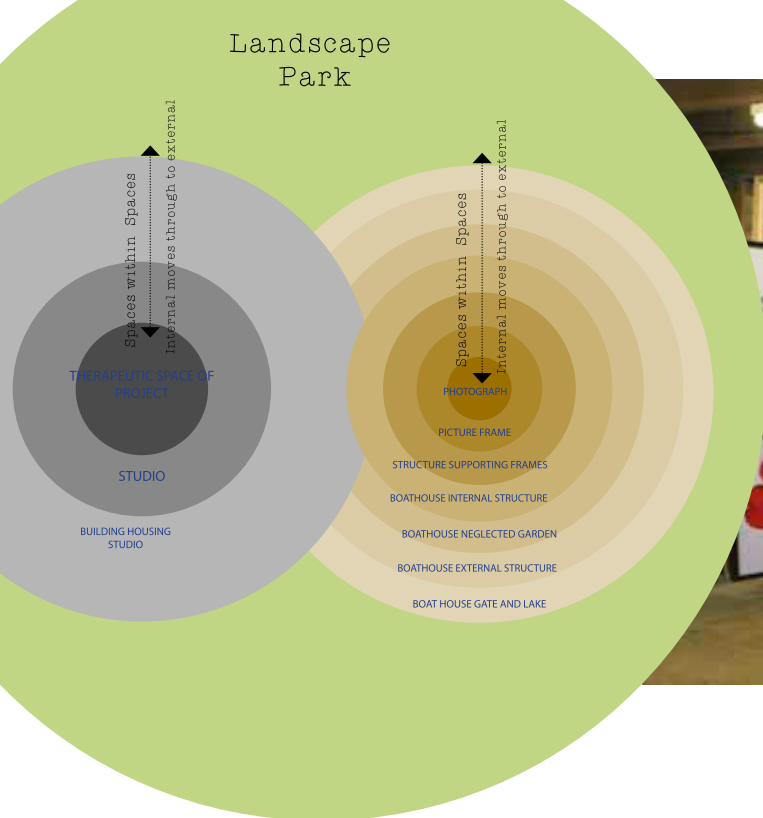 Landscape
Park
Spaces within Spaces
Internal moves through to external
THERAPEUTIC SPACE OF
PROJECT
STUDIO
BUILDING HOUSING
STUDIO
Spaces within Spaces
Internal moves through to external
PHOTOGRAPH
PICTURE FRAME
STRUCTURE SUPPORTING FRAMES
BOATHOUSE INTERNAL STRUCTURE
BOATHOUSE NEGLECTED GARDEN
BOATHOUSE EXTERNAL STRUCTURE
BOAT HOUSE GATE AND LAKE